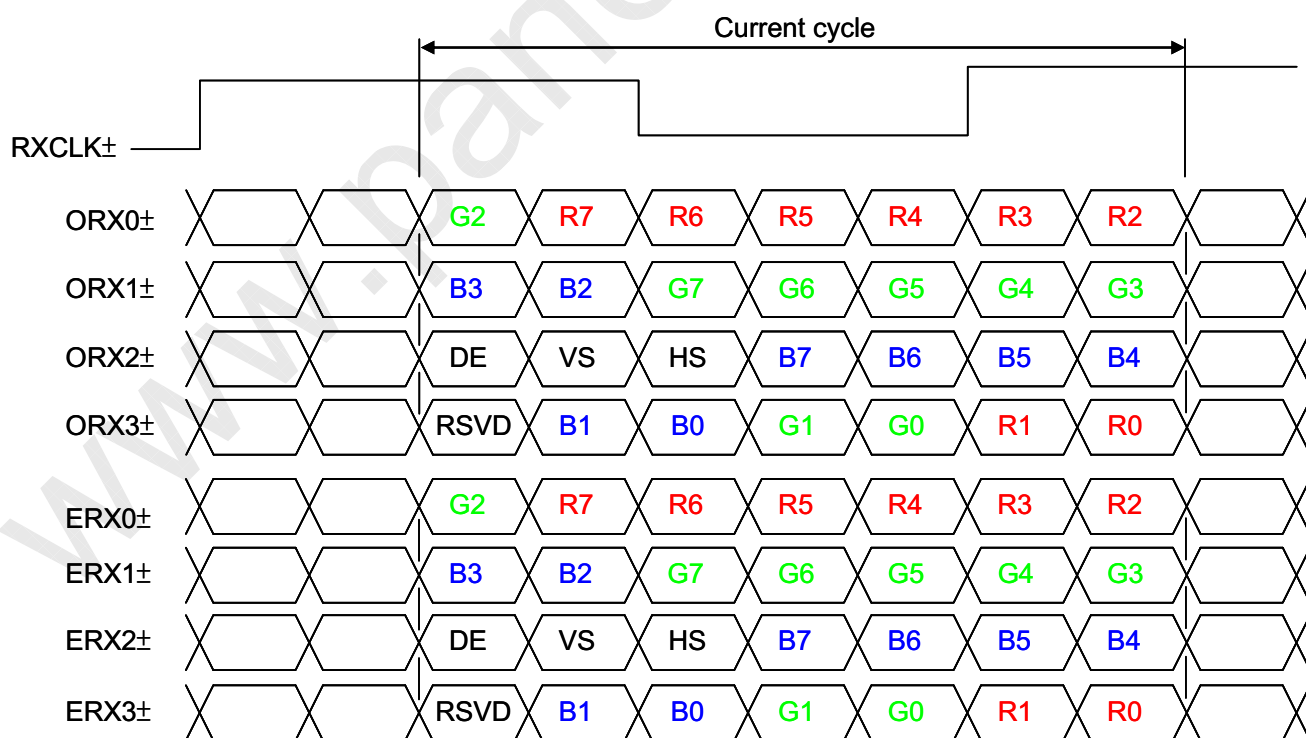 Current cycle
RXCLK±
ORX0± G2 R7 R6 R5 R4 R3 R2
ORX1± B3 B2 G7 G6 G5 G4 G3
ORX2± DE VS HS B7 B6 B5 B4
ORX3± RSVD B1 B0 G1 G0 R1 R0
ERX0± G2 R7 R6 R5 R4 R3 R2
ERX1± B3 B2 G7 G6 G5 G4 G3
ERX2± DE VS HS B7 B6 B5 B4
ERX3± RSVD B1 B0 G1 G0 R1 R0